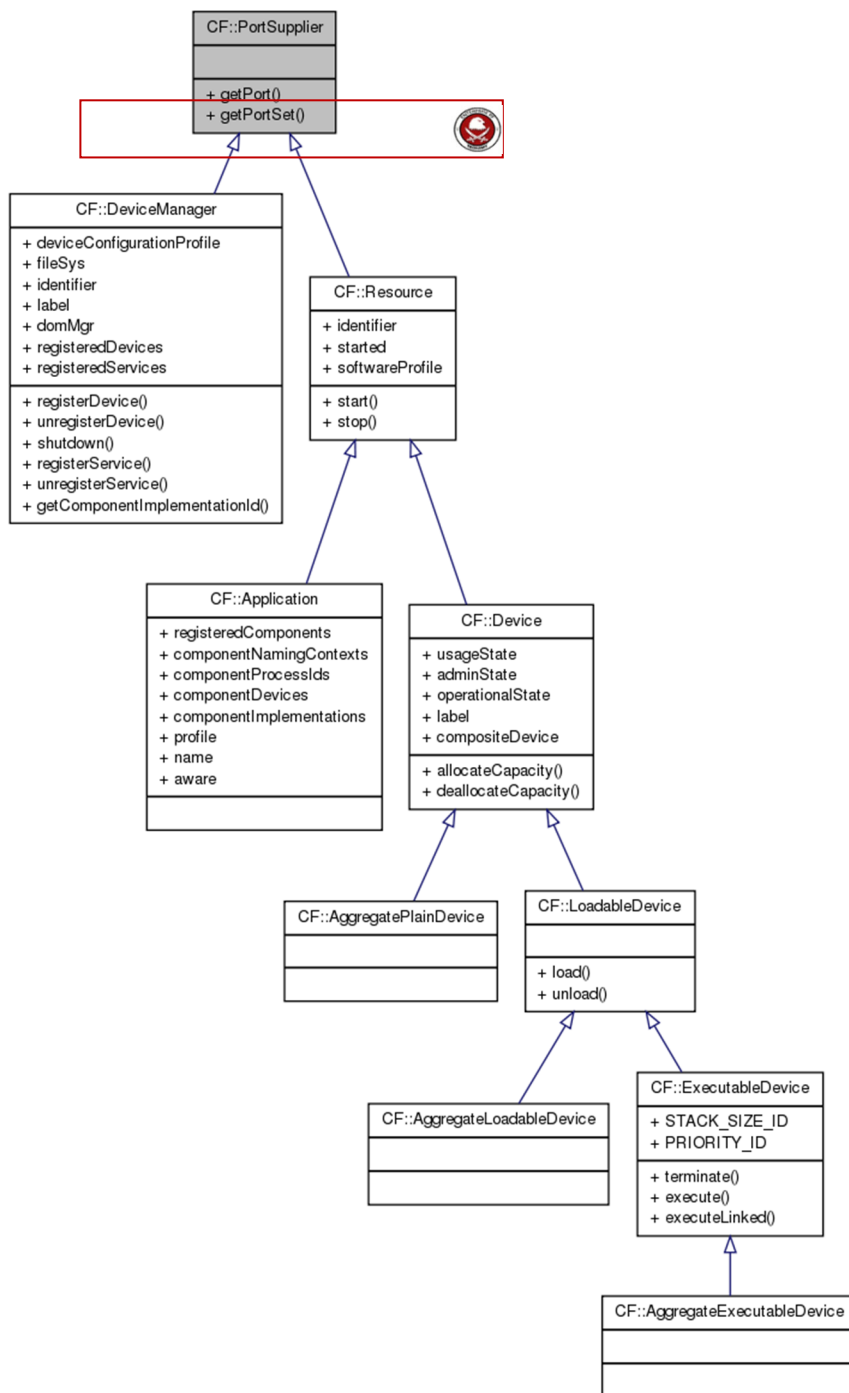 CF::PortSupplier
+ getPort()
+ getPortSet()
CF::DeviceManager
+ deviceConfigurationProfile
+ fileSys
+ identifier
+ label
+ domMgr
+ registeredDevices
+ registeredServices
+ registerDevice()
+ unregisterDevice()
+ shutdown()
+ registerService()
+ unregisterService()
+ getComponentImplementationId()
CF::Resource
+ identifier
+ started
+ softwareProfile
+ start()
+ stop()
CF::Application
+ registeredComponents
+ componentNamingContexts
+ componentProcessIds
+ componentDevices
+ componentImplementations
+ profile
+ name
+ aware
CF::Device
+ usageState
+ adminState
+ operationalState
+ label
+ compositeDevice
+ allocateCapacity()
+ deallocateCapacity()
CF::AggregatePlainDevice
CF::LoadableDevice
+ load()
+ unload()
CF::AggregateLoadableDevice
CF::ExecutableDevice
+ STACK_SIZE_ID
+ PRIORITY_ID
+ terminate()
+ execute()
+ executeLinked()
CF::AggregateExecutableDevice